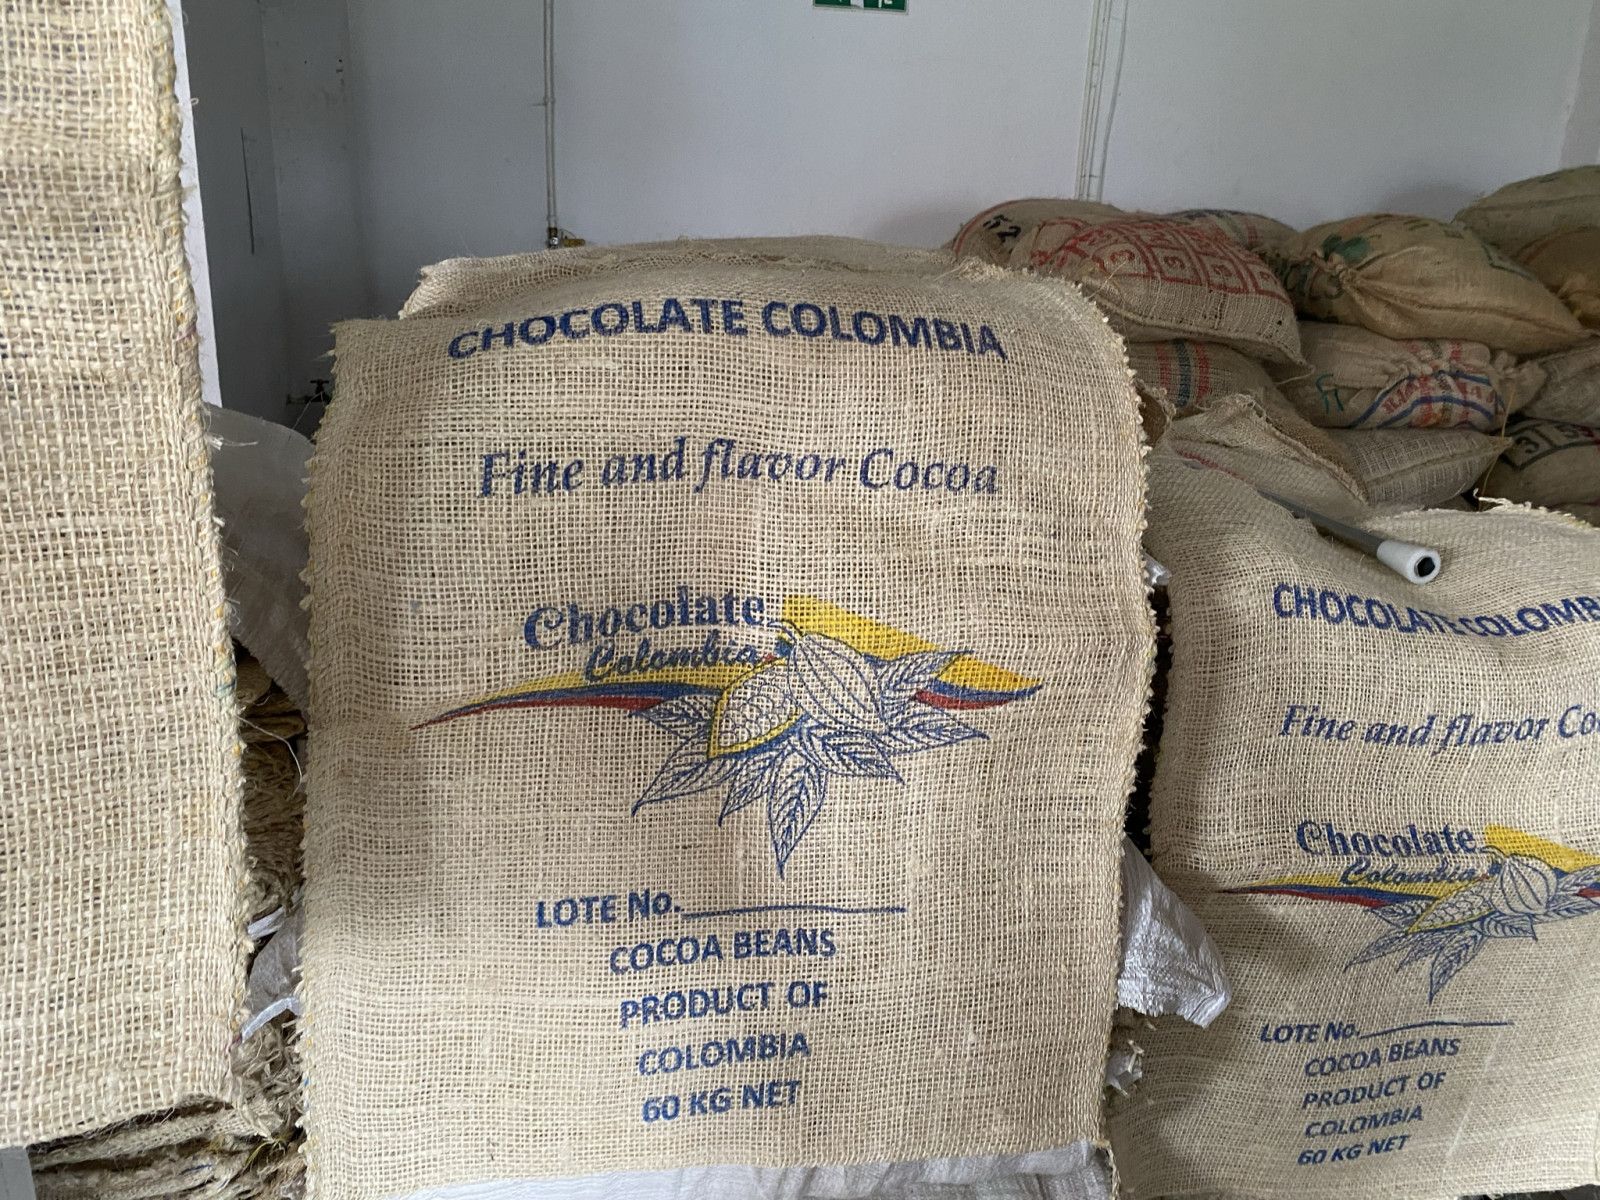 CHOCOLATE COLOMBIA
Fine and flavor Cocoa
Chocolate
Colombia
LOTE No.
COCOA BEANS
PRODUCT OF
COLOMBIA
60 KG NET
CHOCOLATE COLOMB
Fine and flavor Co
Chocolate
Colombia
LOTE No.
COCOA BEANS
PRODUCT OF
COLOMBIA
60 KG NET